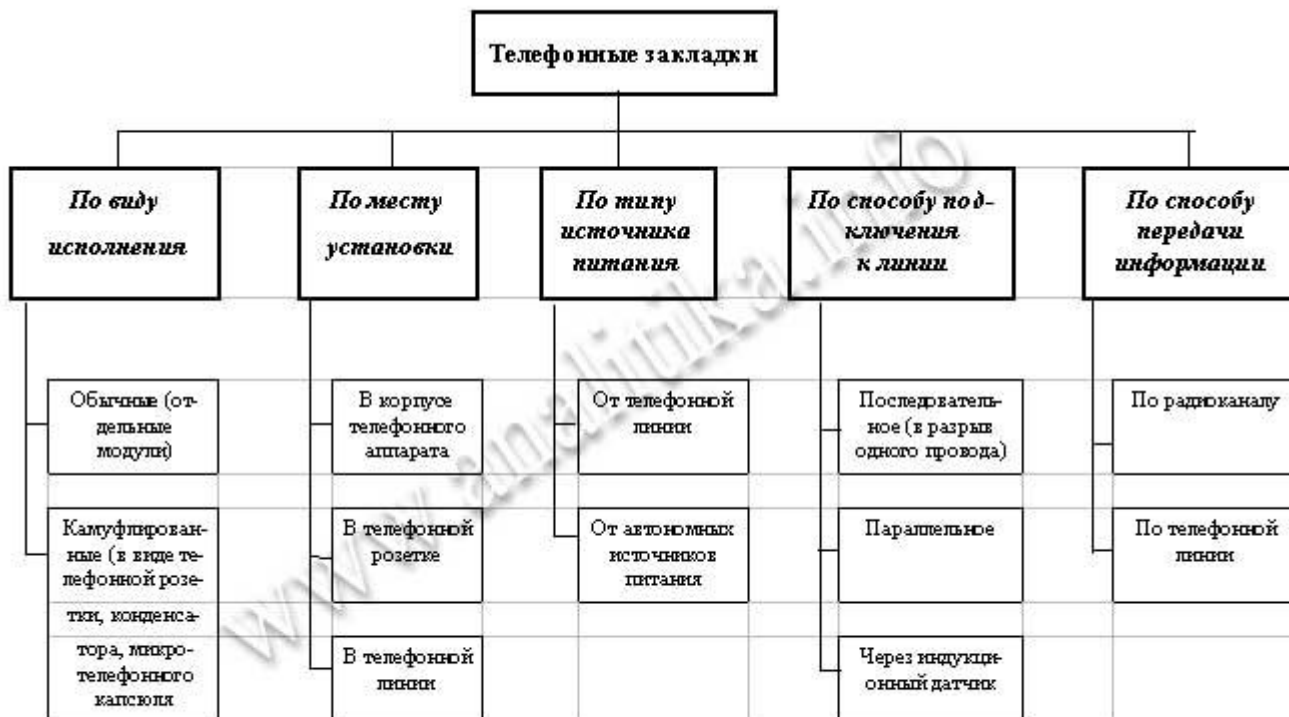 Телефонные закладки
По виду
исполнения
По месту
установки
По типу
источника
питания
По способу под-
ключения
к линии
По способу
передачи
информации
Обычные (от-
дельные
модули)
Камуфлирован-
ные (в виде те-
лефонной розе-
тки, конденса-
тора, микро-
телефонного
капсюля
В корпусе
телефонного
аппарата
В телефонной
розетке
В телефонной
линии
От телефонной
линии
От автономных
источников
питания
Последователь-
ное (в разрыв
одного провода)
Параллельное
Через индукци-
онный датчик
По радиоканалу
По телефонной
линии
www.analitika.info